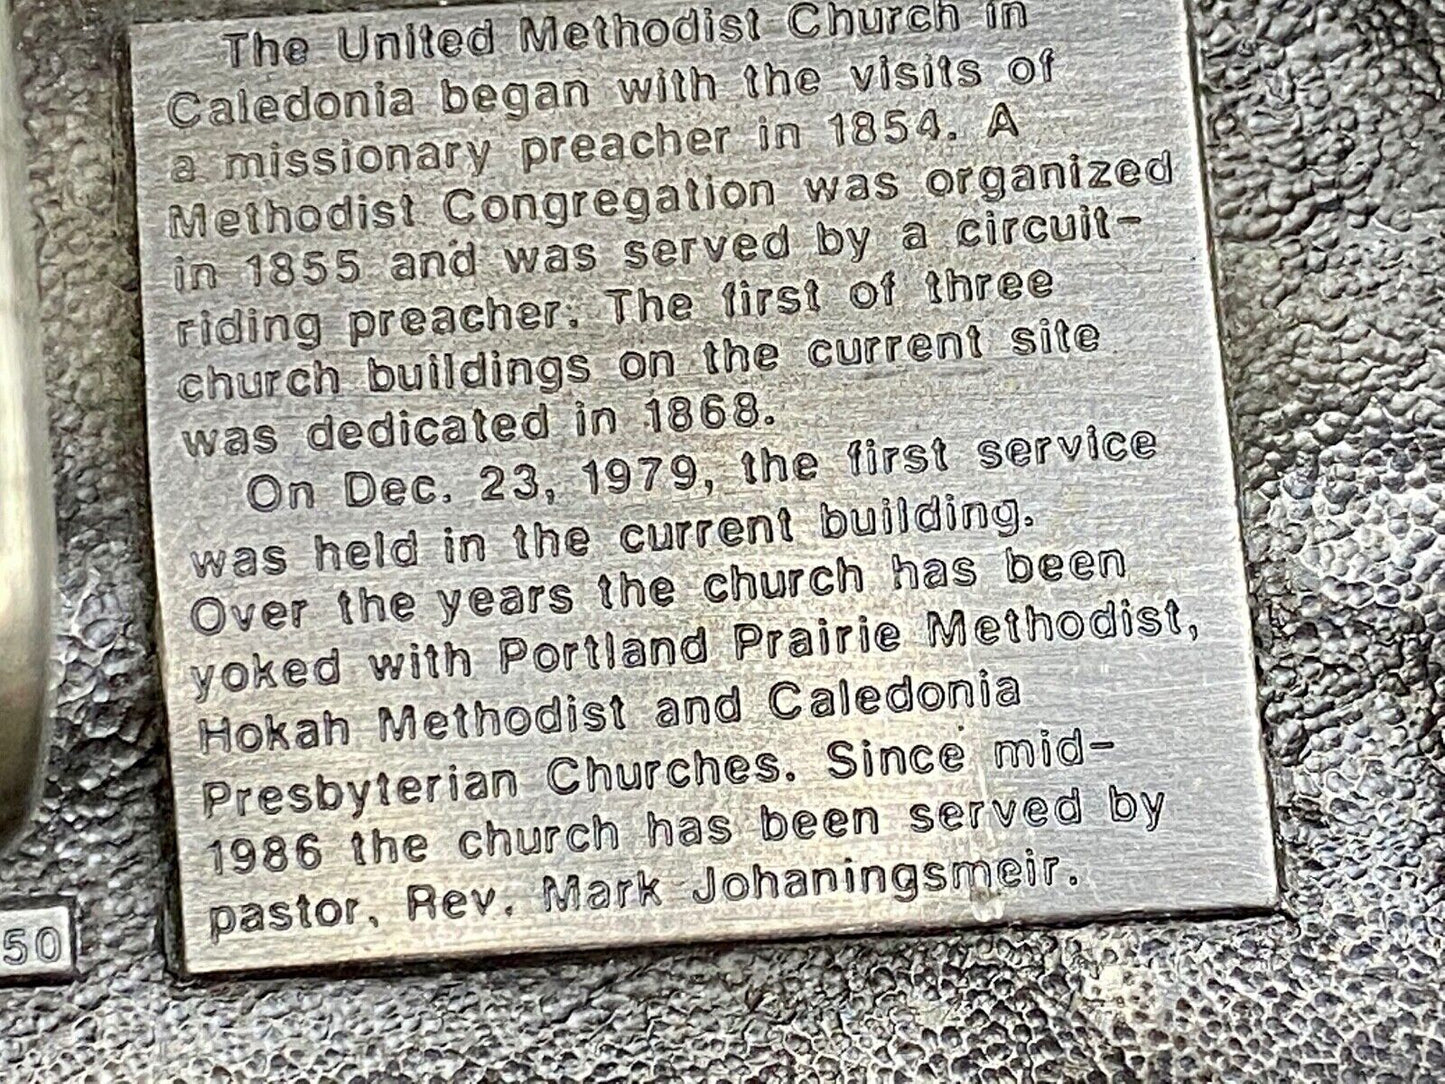 The United Methodist Church in
Caledonia began with the visits of
a missionary preacher in 1854. A
Methodist Congregation was organized
in 1855 and was served by a circuit-
riding preacher. The first of three
church buildings on the current site
was dedicated in 1868.
On Dec. 23, 1979, the first service
was held in the current building.
Over the years the church has been
yoked with Portland Prairie Methodist,
Hokah Methodist and Caledonia
Presbyterian Churches. Since mid-
1986 the church has been served by
pastor, Rev. Mark Johaningsmeir.
50